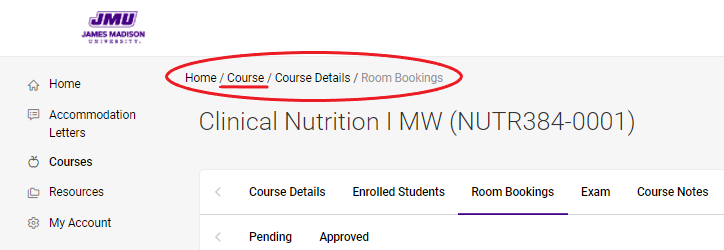 JMU
JAMES MADISON
UNIVERSITY.
Home / Course / Course Details / Room Bookings
Clinical Nutrition I MW (NUTR384-0001)
Home
Accommodation
Letters
Courses
Resources
My Account
Course Details Enrolled Students Room Bookings Exam Course Notes
Pending Approved